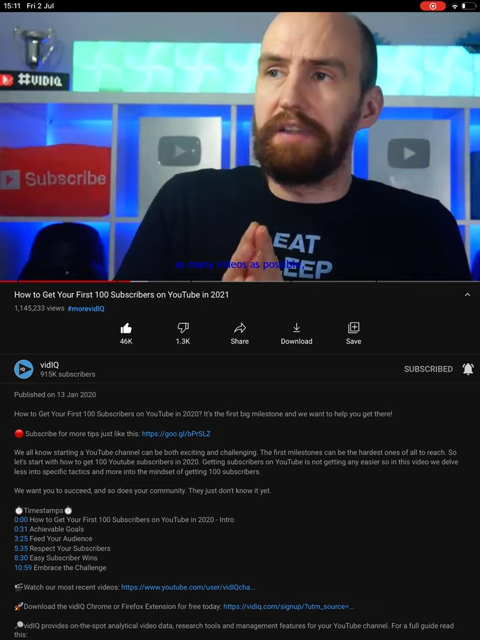 15:11 Fri 2 Jul
#VIDIQ
Subscribe
EAT
as many videos as possible
How to Get Your First 100 Subscribers on YouTube in 2021
1,145,233 views #morevidIQ
46K 1.3K Share Download Save
vidIQ
915K subscribers
SUBSCRIBED
Published on 13 Jan 2020
How to Get Your First 100 Subscribers on YouTube in 2020? It's the first big milestone and we want to help you get there!
Subscribe for more tips just like this: https://goo.gl/bPrSLZ
We all know starting a YouTube channel can be both exciting and challenging. The first milestones can be the hardest ones of all to reach. So
let's start with how to get 100 Youtube subscribers in 2020. Getting subscribers on YouTube is not getting any easier so in this video we delve
less into specific tactics and more into the mindset of getting 100 subscribers.
We want you to succeed, and so does your community. They just don't know it yet.
Timestamps
0:00 How to Get Your First 100 Subscribers on YouTube in 2020 - Intro
0:31 Achievable Goals
3:25 Feed Your Audience
5:35 Respect Your Subscribers
8:30 Easy Subscriber Wins
10:59 Embrace the Challenge
Watch our most recent videos: https://www.youtube.com/user/vidIQcha...
Download the vidIQ Chrome or Firefox Extension for free today: https://vidiq.com/signup/?utm_source=...
vidIQ provides on-the-spot analytical video data, research tools and management features for your YouTube channel. For a full guide read
this: